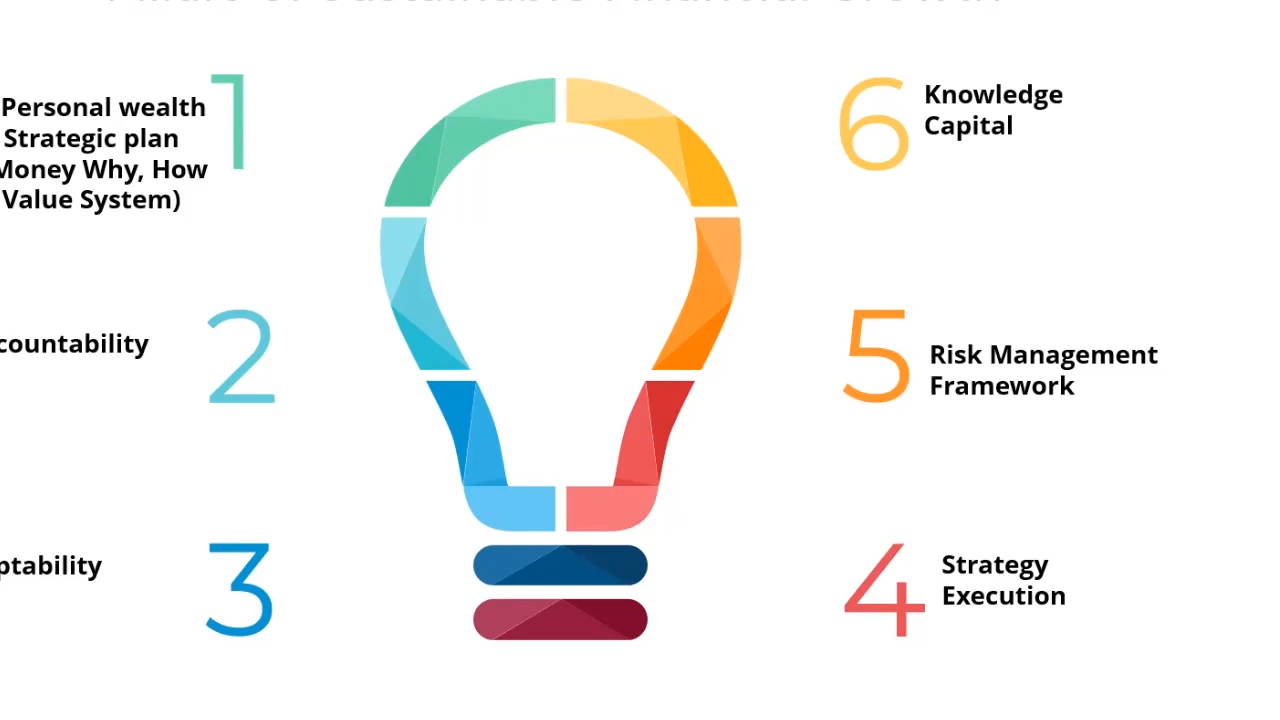 1
Personal wealth
Strategic plan
Money Why, How
Value System)
2
3
6
Knowledge
Capital
5
Risk Management
Framework
4
Strategy
Execution